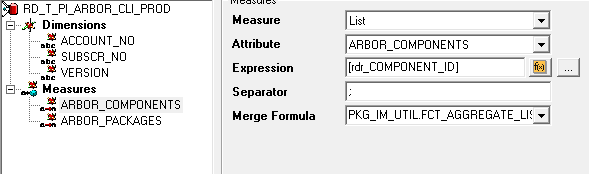 RD_T_PI_ARBOR_CLI_PROD
Dimensions
ACCOUNT_NO
SUBSCR_NO
VERSION
Measures
ARBOR_COMPONENTS
ARBOR_PACKAGES
Measures
Measure List
Attribute ARBOR_COMPONENTS
Expression [rdr_COMPONENT_ID] f(x) ...
Separator ;
Merge Formula PKG_IM_UTIL.FCT_AGGREGATE_LIS